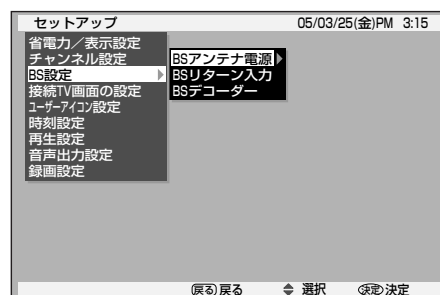 セットアップ 05/03/25(金)PM 3:15
省電力／表示設定
チャンネル設定
BS設定
接続TV画面の設定
ユーザーアイコン設定
時刻設定
再生設定
音声出力設定
録画設定
BSアンテナ電源
BSリターン入力
BSデコーダー
戻る 戻る 選択 決定 決定